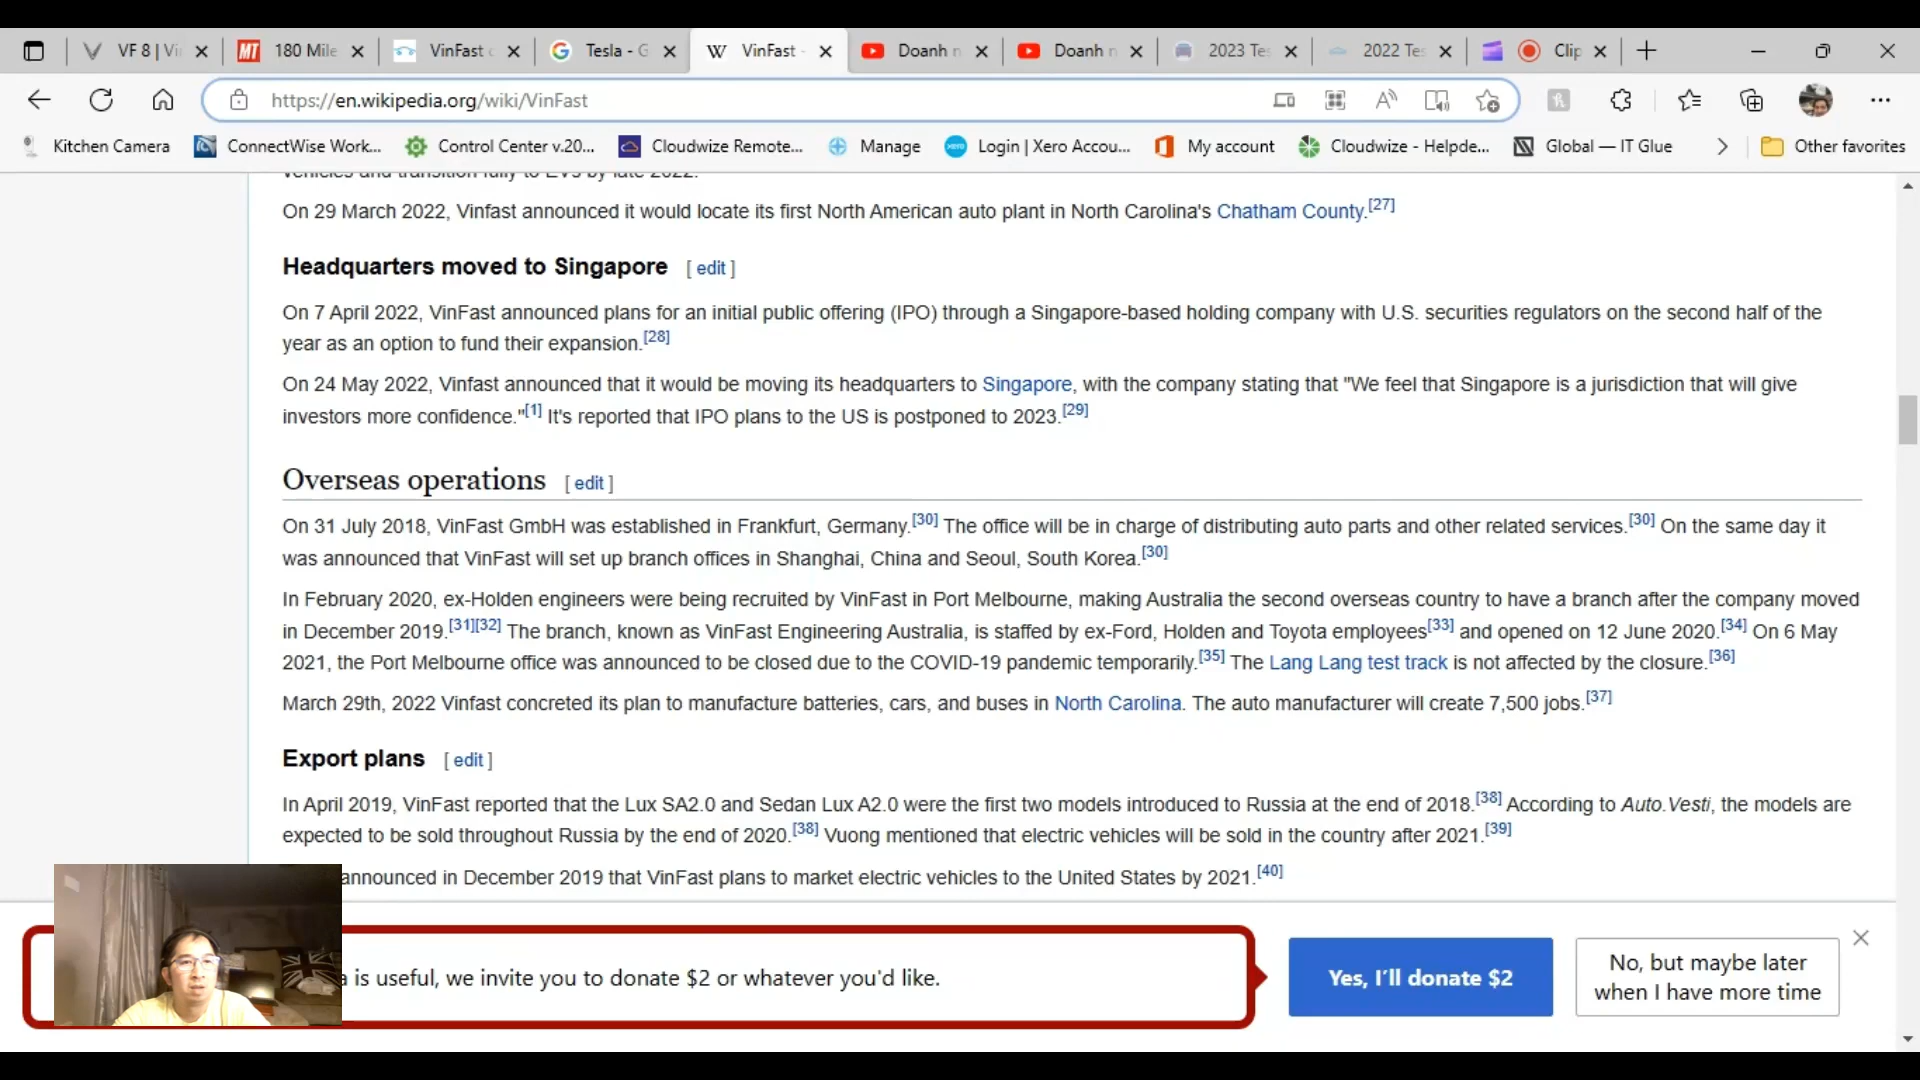 VF 8 | Vi
180 Mile
VinFast
Tesla - G
VinFast -
Doanh n
Doanh n
2023 Te
2022 Te
Clip
https://en.wikipedia.org/wiki/VinFast
Kitchen Camera
ConnectWise Work...
Control Center v.20...
Cloudwize Remote...
Manage
Login | Xero Accou...
My account
Cloudwize - Helpde...
Global — IT Glue
Other favorites
vehicles and transition fully to EVs by late 2022.
On 29 March 2022, Vinfast announced it would locate its first North American auto plant in North Carolina's Chatham County.[27]
Headquarters moved to Singapore [ edit ]
On 7 April 2022, VinFast announced plans for an initial public offering (IPO) through a Singapore-based holding company with U.S. securities regulators on the second half of the
year as an option to fund their expansion.[28]
On 24 May 2022, Vinfast announced that it would be moving its headquarters to Singapore, with the company stating that "We feel that Singapore is a jurisdiction that will give
investors more confidence."[1] It's reported that IPO plans to the US is postponed to 2023.[29]
Overseas operations [ edit ]
On 31 July 2018, VinFast GmbH was established in Frankfurt, Germany.[30] The office will be in charge of distributing auto parts and other related services.[30] On the same day it
was announced that VinFast will set up branch offices in Shanghai, China and Seoul, South Korea.[30]
In February 2020, ex-Holden engineers were being recruited by VinFast in Port Melbourne, making Australia the second overseas country to have a branch after the company moved
in December 2019.[31][32] The branch, known as VinFast Engineering Australia, is staffed by ex-Ford, Holden and Toyota employees[33] and opened on 12 June 2020.[34] On 6 May
2021, the Port Melbourne office was announced to be closed due to the COVID-19 pandemic temporarily.[35] The Lang Lang test track is not affected by the closure.[36]
March 29th, 2022 Vinfast concreted its plan to manufacture batteries, cars, and buses in North Carolina. The auto manufacturer will create 7,500 jobs.[37]
Export plans [ edit ]
In April 2019, VinFast reported that the Lux SA2.0 and Sedan Lux A2.0 were the first two models introduced to Russia at the end of 2018.[38] According to Auto.Vesti, the models are
expected to be sold throughout Russia by the end of 2020.[38] Vuong mentioned that electric vehicles will be sold in the country after 2021.[39]
announced in December 2019 that VinFast plans to market electric vehicles to the United States by 2021.[40]
is useful, we invite you to donate $2 or whatever you'd like.
Yes, I'll donate $2
No, but maybe later
when I have more time